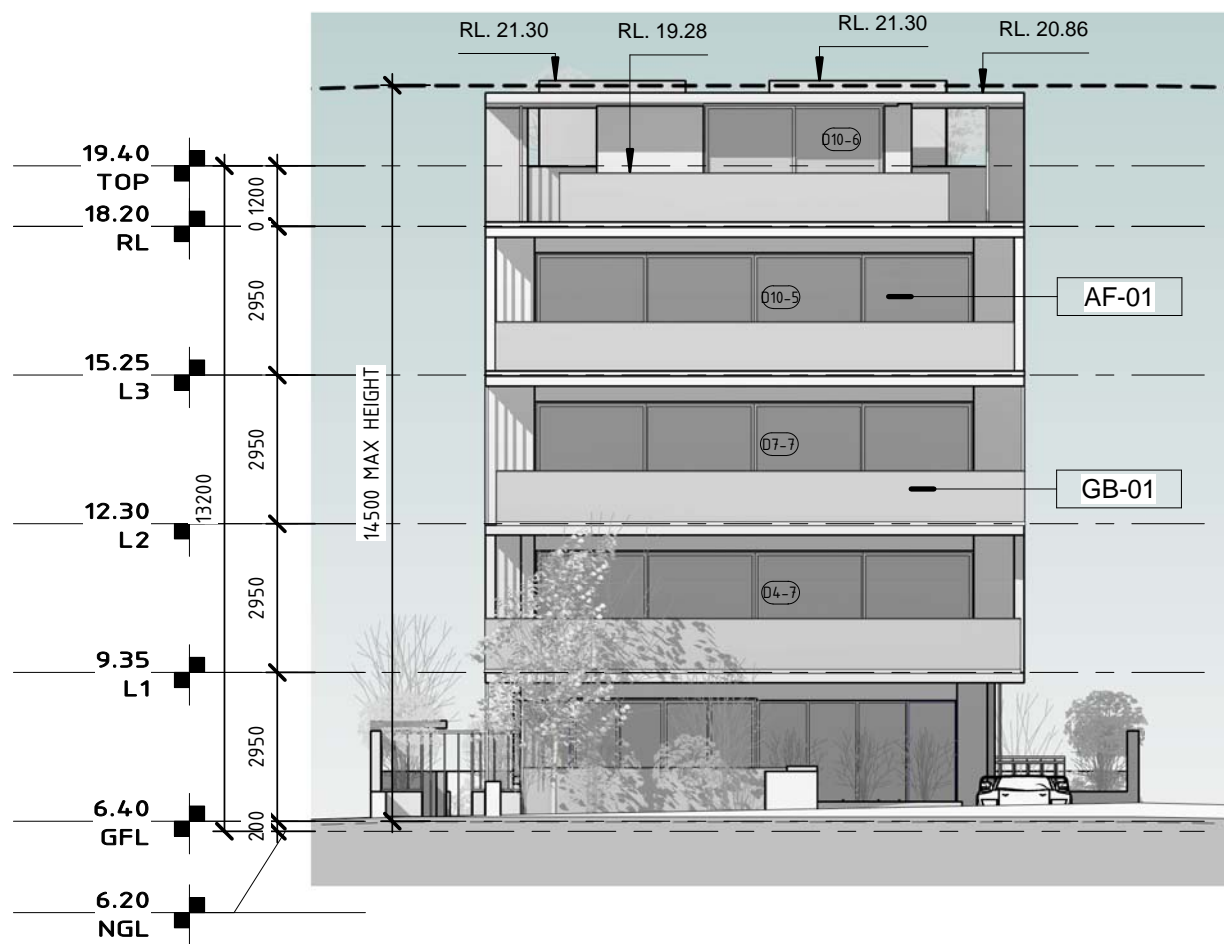 RL. 21.30
RL. 19.28
RL. 21.30
RL. 20.86
19.40
TOP
18.20
RL
15.25
L3
12.30
L2
9.35
L1
6.40
GFL
6.20
NGL
13200
0 1200
2950
2950
2950
2950
200
14500 MAX HEIGHT
D10-6
D10-5
D7-7
D4-7
AF-01
GB-01